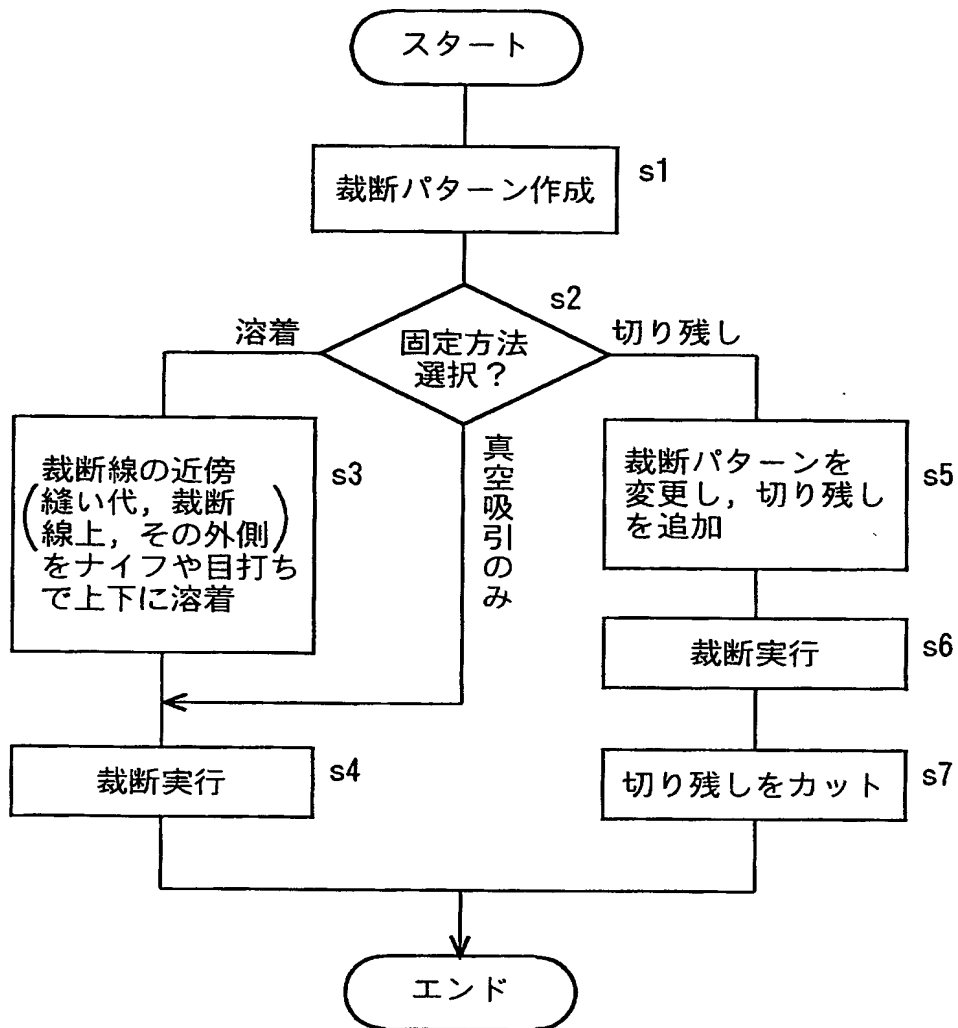 スタート
裁断パターン作成
s1
s2
溶着
固定方法
選択？
切り残し
裁断線の近傍
(縫い代，裁断
線上，その外側)
をナイフや目打ち
で上下に溶着
s3
真空吸引のみ
裁断パターンを
変更し，切り残し
を追加
s5
裁断実行
s6
裁断実行
s4
切り残しをカット
s7
エンド